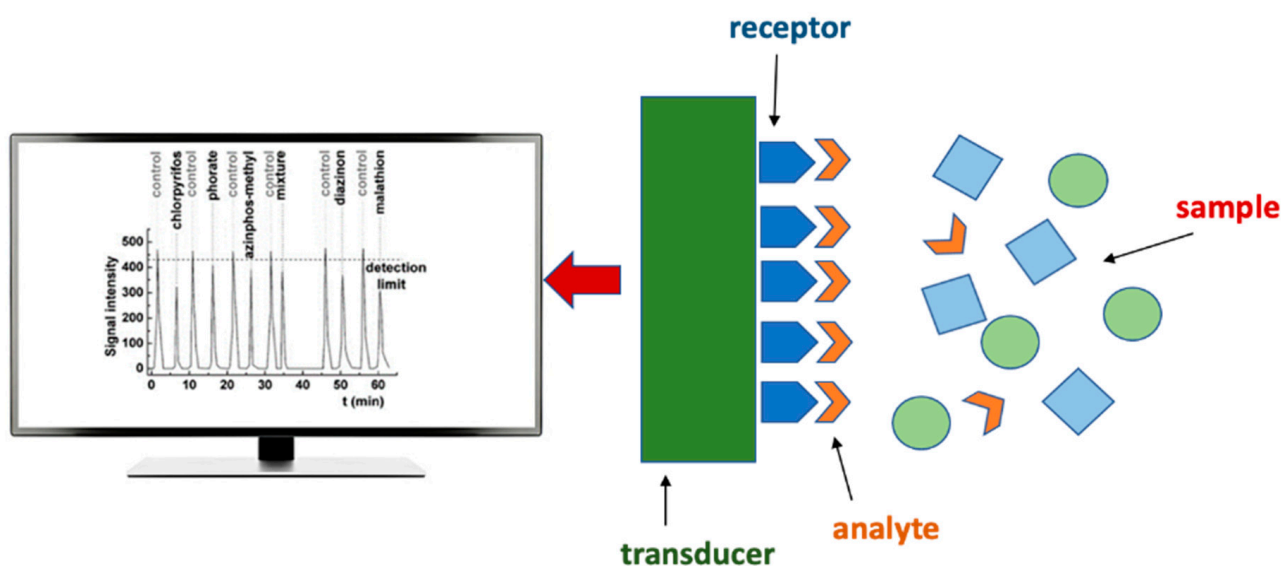 receptor
sample
analyte
transducer
control
chlorpyrifos
control
phorate
control
azinphos-methyl
control
mixture
control
diazinon
control
malathion
500
400
300
200
100
0
Signal intensity
detection
limit
0 10 20 30 40 50 60
t (min)